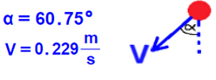 α = 60.75°
V = 0.229 m/s
α
V